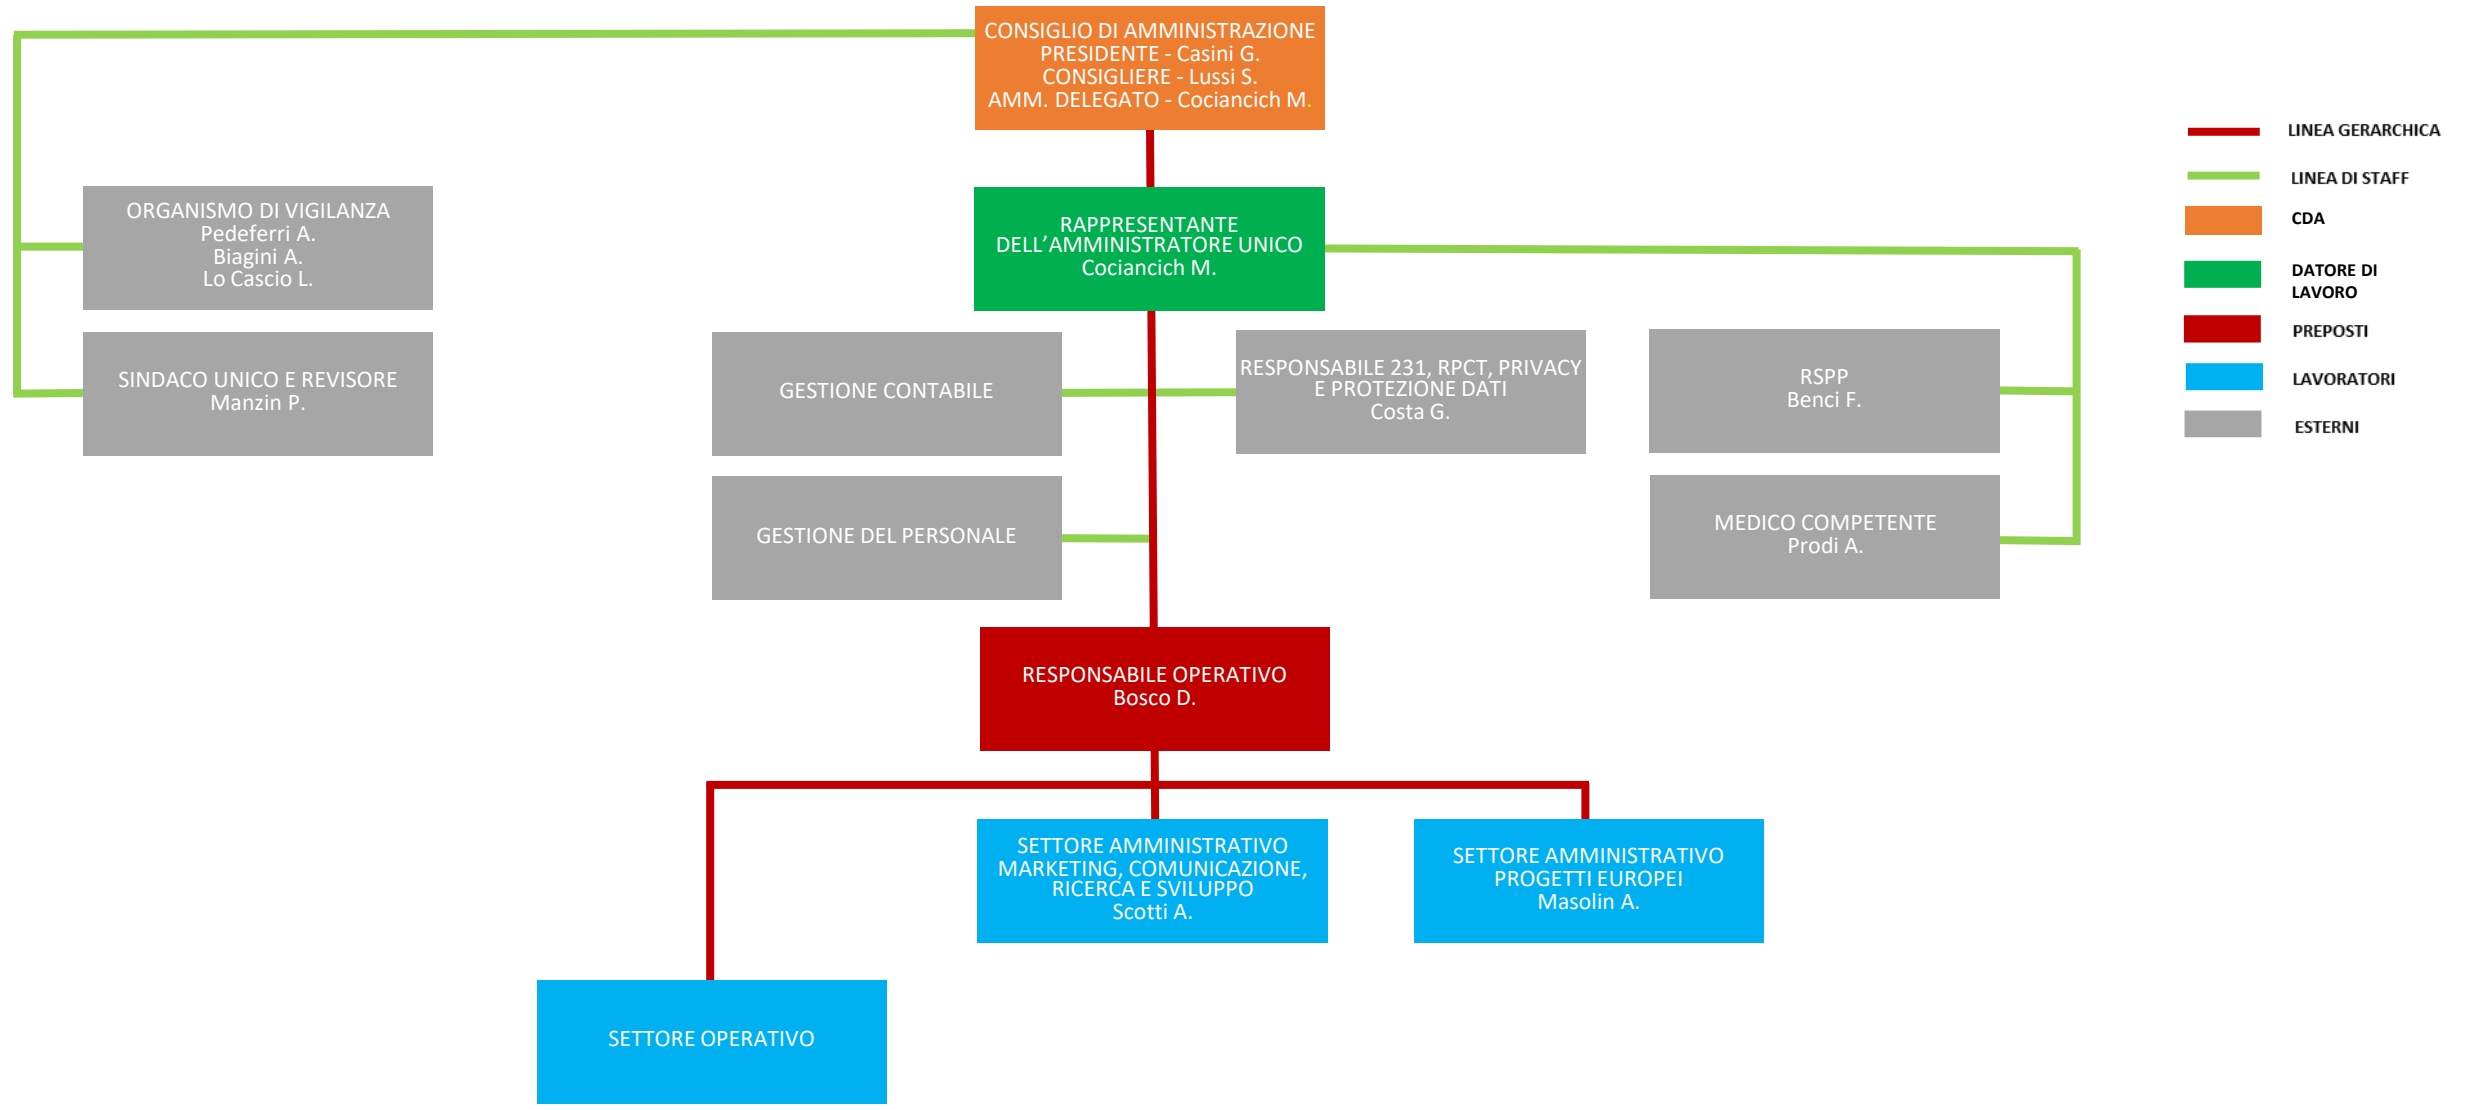 CONSIGLIO DI AMMINISTRAZIONE
PRESIDENTE - Casini G.
CONSIGLIERE - Lussi S.
AMM. DELEGATO - Cociancich M.
LINEA GERARCHICA
LINEA DI STAFF
CDA
DATORE DI
LAVORO
PREPOSTI
LAVORATORI
ESTERNI
ORGANISMO DI VIGILANZA
Pedeferri A.
Biagini A.
Lo Cascio L.
RAPPRESENTANTE
DELL'AMMINISTRATORE UNICO
Cociancich M.
SINDACO UNICO E REVISORE
Manzin P.
GESTIONE CONTABILE
RESPONSABILE 231, RPCT, PRIVACY
E PROTEZIONE DATI
Costa G.
RSPP
Benci F.
GESTIONE DEL PERSONALE
MEDICO COMPETENTE
Prodi A.
RESPONSABILE OPERATIVO
Bosco D.
SETTORE AMMINISTRATIVO
MARKETING, COMUNICAZIONE,
RICERCA E SVILUPPO
Scotti A.
SETTORE AMMINISTRATIVO
PROGETTI EUROPEI
Masolin A.
SETTORE OPERATIVO